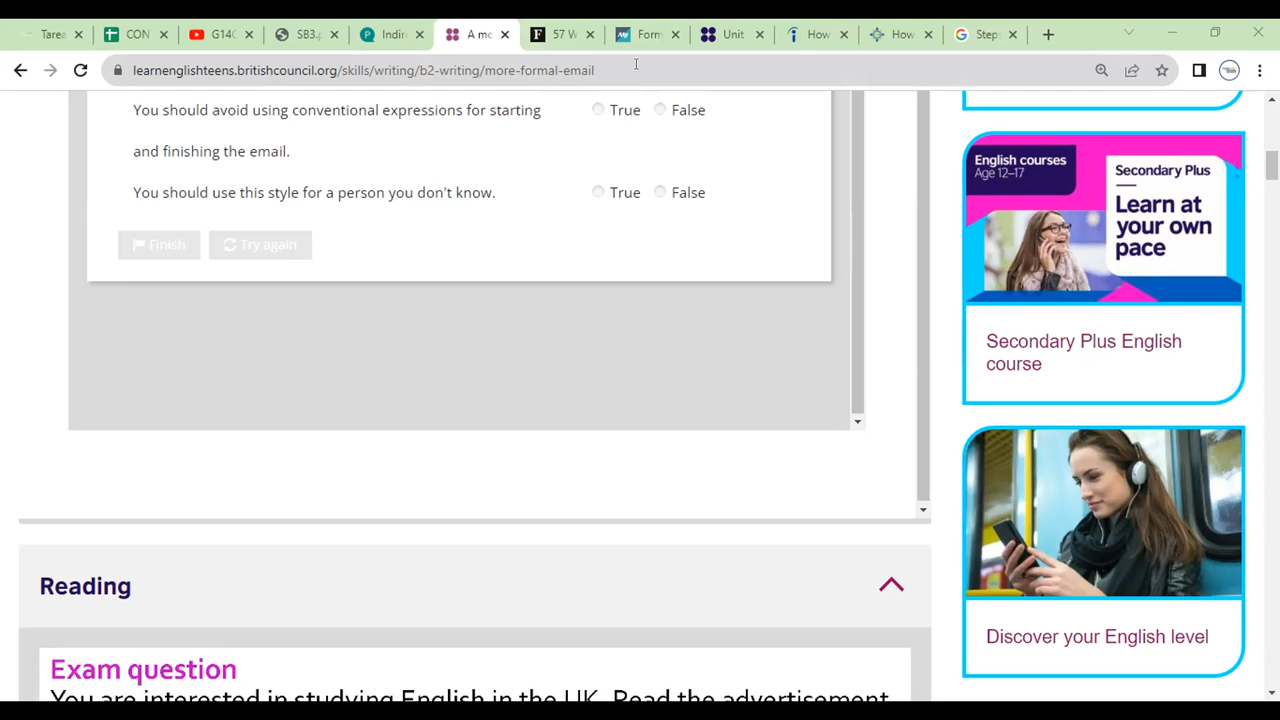 Tarea
CON
G14C
SB3.p
Indire
A mo
57 W
Form
Unit
How
How
Step
learnenglishteens.britishcouncil.org/skills/writing/b2-writing/more-formal-email
You should avoid using conventional expressions for starting
and finishing the email.
True
False
You should use this style for a person you don't know.
True
False
Finish
Try again
Reading
Exam question
You are interested in studying English in the UK. Read the advertisement
English courses
Age 12–17
Secondary Plus
Learn at
your own
pace
Secondary Plus English
course
Discover your English level